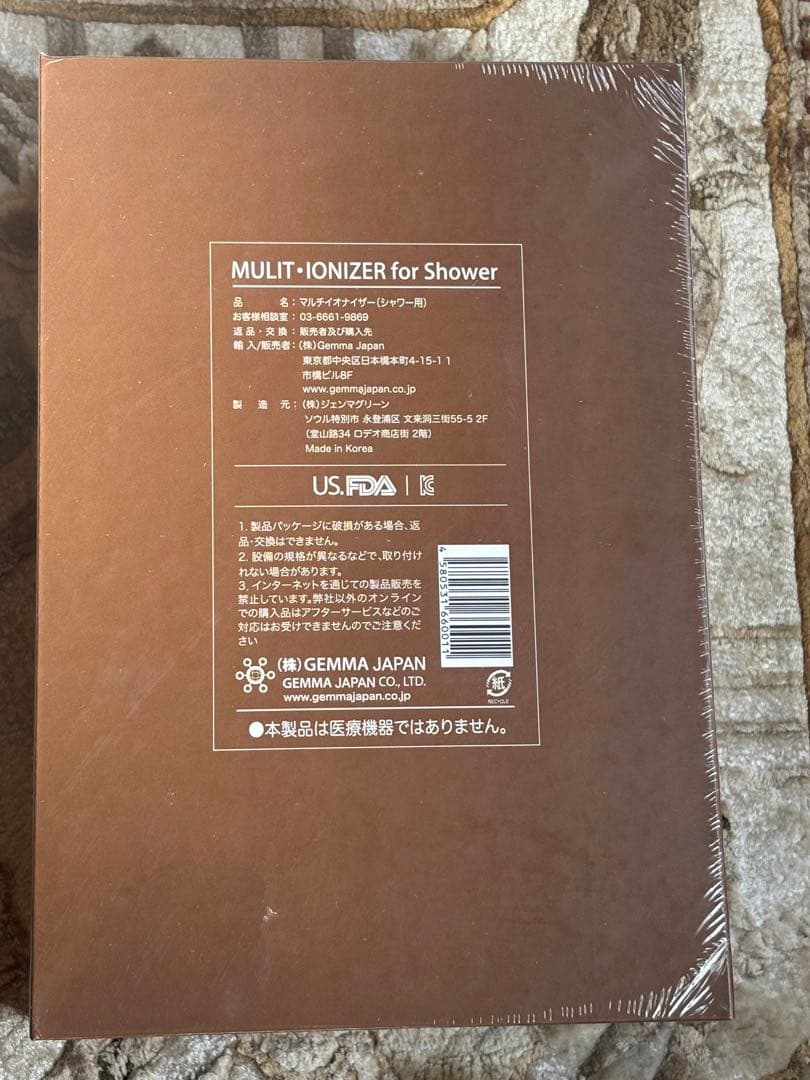 MULIT・IONIZER for Shower
品　　　名：マルチイオナイザー(シャワー用)
お客様相談室：03-6661-9869
返品・交換：販売者及び購入先
輸入/販売者：(株)Gemma Japan
東京都中央区日本橋本町4-15-1 1
市橋ビル8F
www.gemmajapan.co.jp
製　造　元：(株)ジェンマグリーン
ソウル特別市 永登浦区 文来洞三街55-5 2F
(堂山路34 ロデオ商店街 2階)
Made in Korea
US.FDA | KC
1. 製品パッケージに破損がある場合、返
品・交換はできません。
2. 設備の規格が異なるなどで、取り付け
れない場合があります。
3. インターネットを通じての製品販売を
禁止しています。弊社以外のオンライン
での購入品はアフターサービスなどのご
対応はお受けできませんのでご注意くだ
さい
4 580531 660011
(株)GEMMA JAPAN
GEMMA JAPAN CO., LTD.
www.gemmajapan.co.jp
紙
RECYCLE
●本製品は医療機器ではありません。